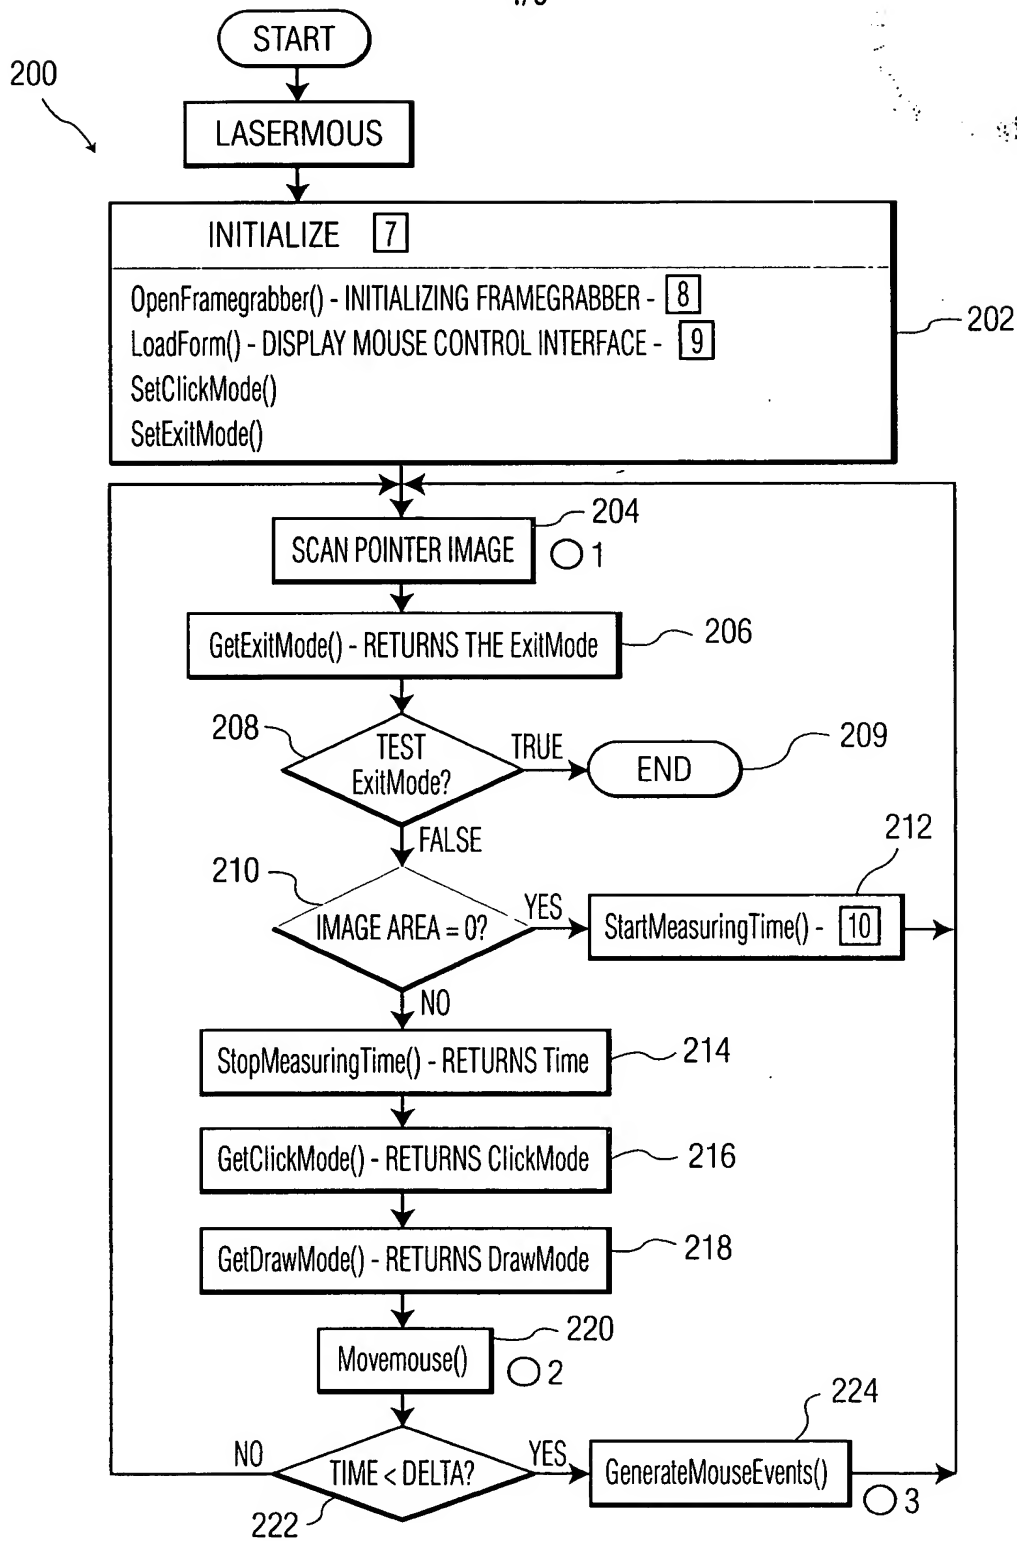 START
200
LASERMOUS
INITIALIZE 7
OpenFramegrabber() - INITIALIZING FRAMEGRABBER - 8
LoadForm() - DISPLAY MOUSE CONTROL INTERFACE - 9
SetClickMode()
SetExitMode()
202
204
SCAN POINTER IMAGE
1
GetExitMode() - RETURNS THE ExitMode
206
208
TEST
ExitMode?
TRUE
END
209
FALSE
210
IMAGE AREA = 0?
YES
StartMeasuringTime() - 10
212
NO
StopMeasuringTime() - RETURNS Time
214
GetClickMode() - RETURNS ClickMode
216
GetDrawMode() - RETURNS DrawMode
218
Movemouse()
220
2
NO
TIME < DELTA?
YES
222
GenerateMouseEvents()
224
3